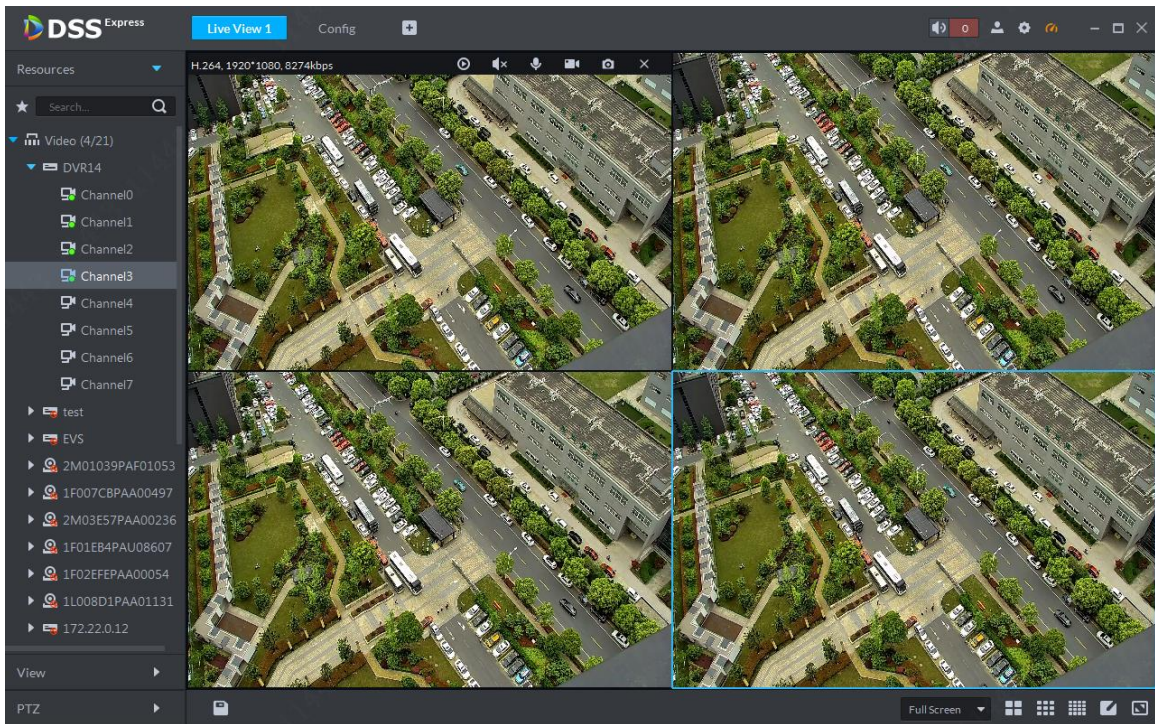 DSS Express
Live View 1
Config
0
Resources
Search...
Video (4/21)
DVR14
Channel0
Channel1
Channel2
Channel3
Channel4
Channel5
Channel6
Channel7
test
EVS
2M01039PAF01053
1F007CBPAA00497
2M03E57PAA00236
1F01EB4PAU08607
1F02EFEPAA00054
1L008D1PAA01131
172.22.0.12
View
PTZ
H.264, 1920*1080, 8274kbps
Full Screen